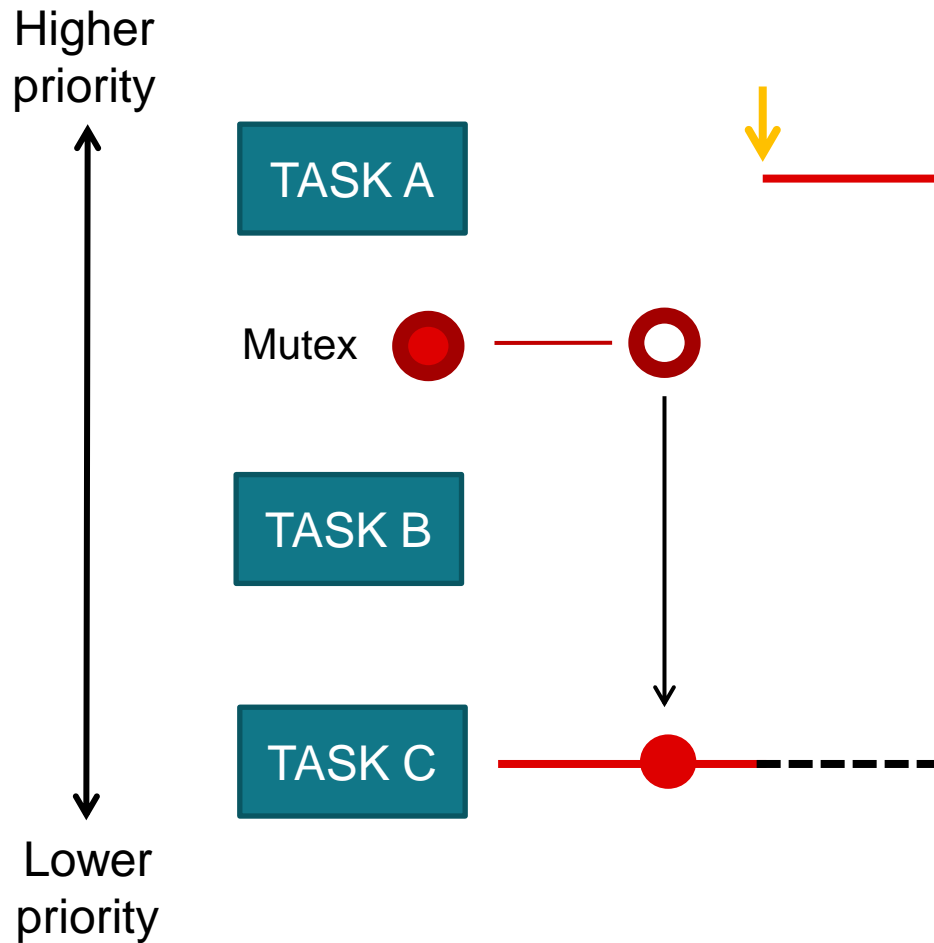 Higher
priority
TASK A
Mutex
TASK B
TASK C
Lower
priority